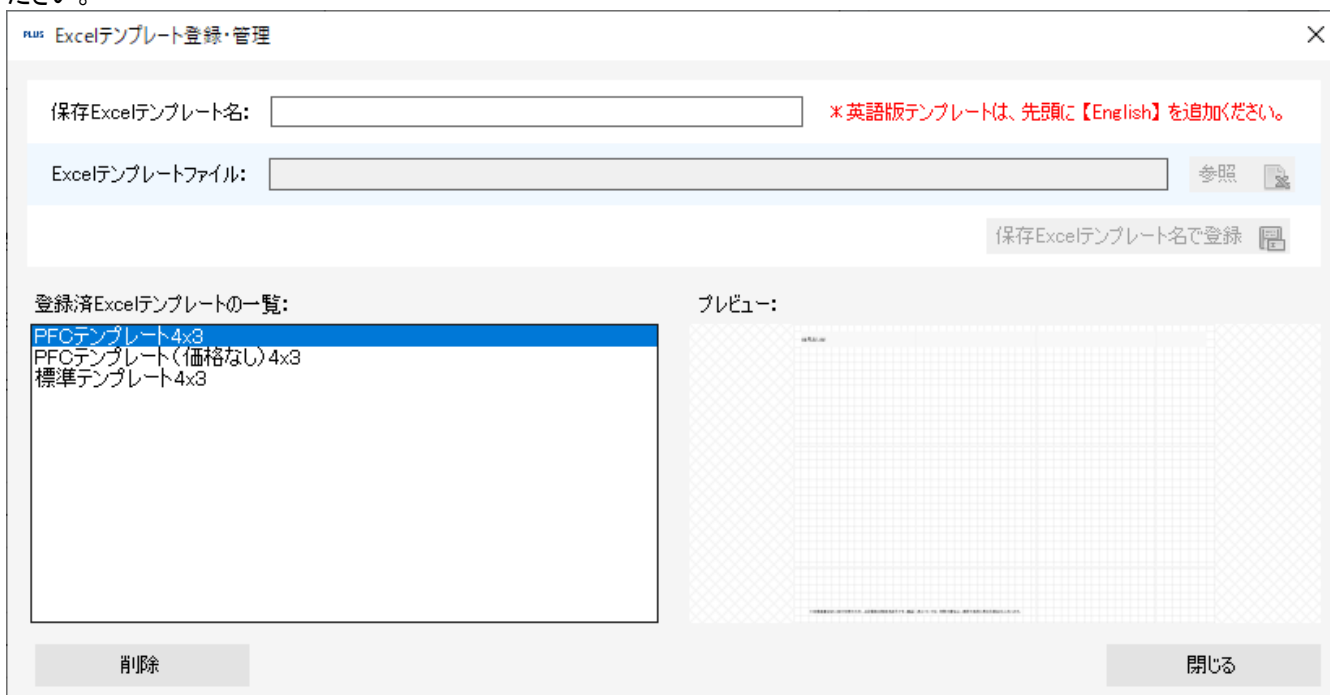 ださい。
PLUS Excelテンプレート登録・管理
保存Excelテンプレート名:
＊英語版テンプレートは、先頭に【English】を追加ください。
Excelテンプレートファイル:
参照
保存Excelテンプレート名で登録
登録済Excelテンプレートの一覧:
プレビュー:
PFCテンプレート4x3
PFCテンプレート(価格なし)4x3
標準テンプレート4x3
削除
閉じる